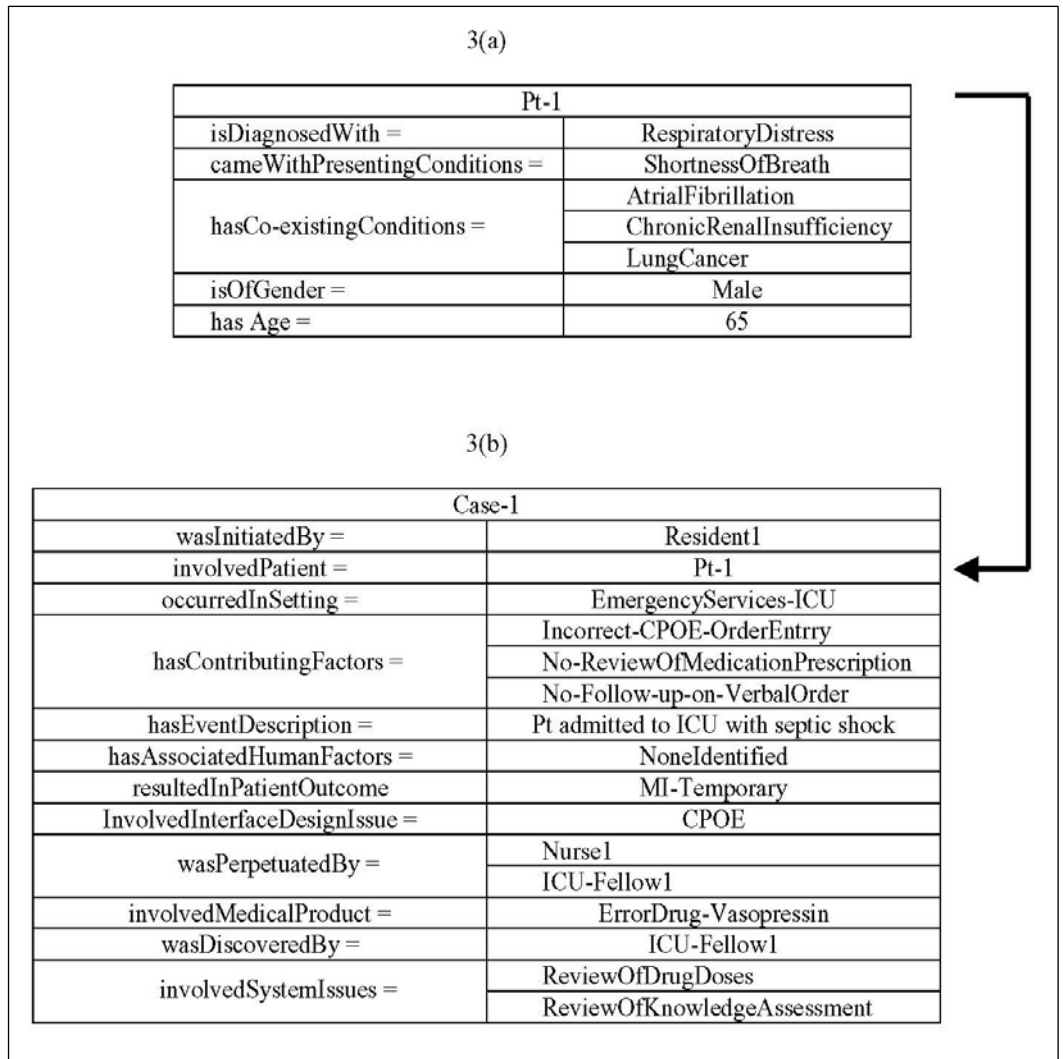 3(a)
Pt-1
isDiagnosedWith = RespiratoryDistress
cameWithPresentingConditions = ShortnessOfBreath
hasCo-existingConditions = AtrialFibrillation
ChronicRenalInsufficiency
LungCancer
isOfGender = Male
has Age = 65
3(b)
Case-1
wasInitiatedBy = Resident1
involvedPatient = Pt-1
occurredInSetting = EmergencyServices-ICU
hasContributingFactors = Incorrect-CPOE-OrderEntrry
No-ReviewOfMedicationPrescription
No-Follow-up-on-VerbalOrder
hasEventDescription = Pt admitted to ICU with septic shock
hasAssociatedHumanFactors = NoneIdentified
resultedInPatientOutcome MI-Temporary
InvolvedInterfaceDesignIssue = CPOE
wasPerpetuatedBy = Nurse1
ICU-Fellow1
involvedMedicalProduct = ErrorDrug-Vasopressin
wasDiscoveredBy = ICU-Fellow1
involvedSystemIssues = ReviewOfDrugDoses
ReviewOfKnowledgeAssessment